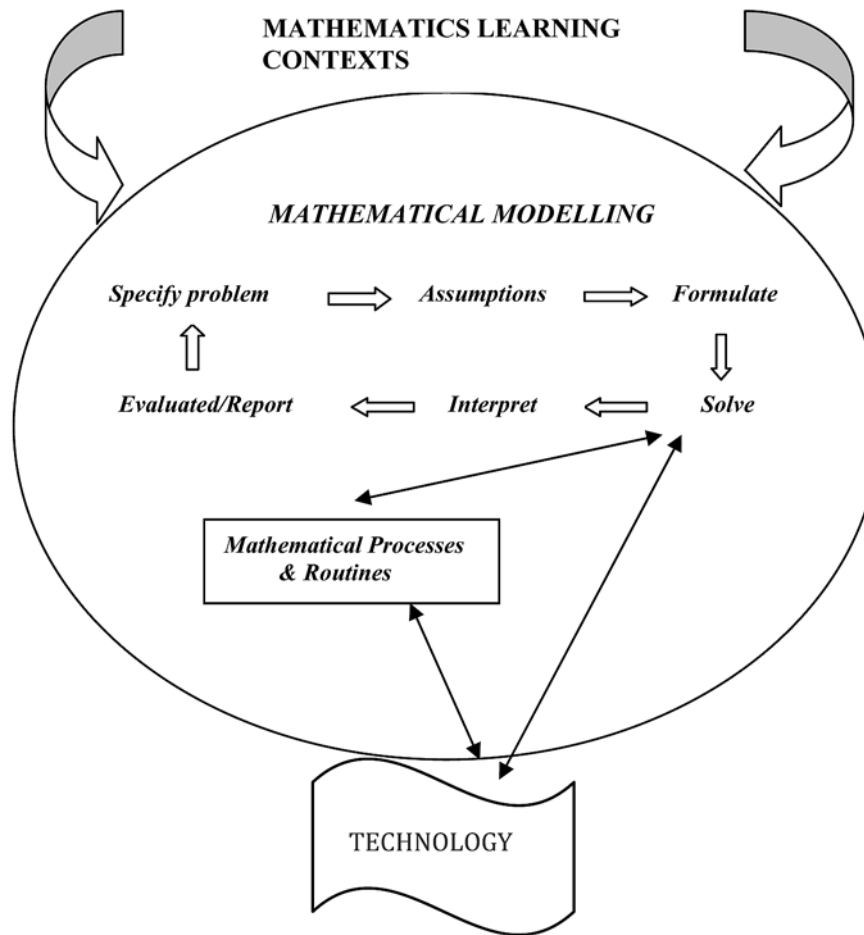 MATHEMATICS LEARNING
CONTEXTS
MATHEMATICAL MODELLING
Specify problem
Assumptions
Formulate
Evaluated/Report
Interpret
Solve
Mathematical Processes
& Routines
TECHNOLOGY